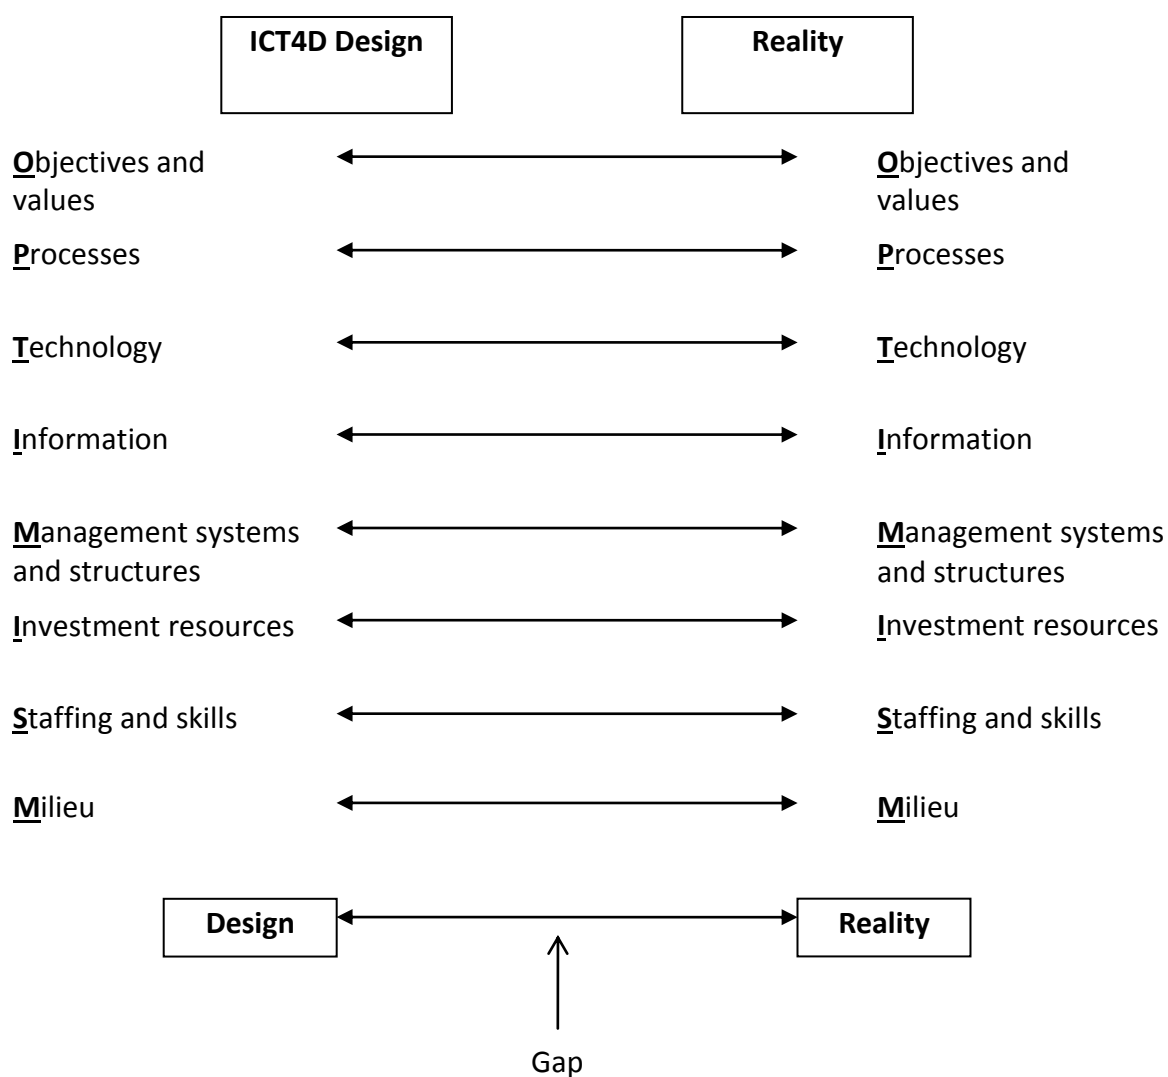 ICT4D Design
Reality
Objectives and
values
Objectives and
values
Processes
Processes
Technology
Technology
Information
Information
Management systems
and structures
Management systems
and structures
Investment resources
Investment resources
Staffing and skills
Staffing and skills
Milieu
Milieu
Design
Reality
Gap